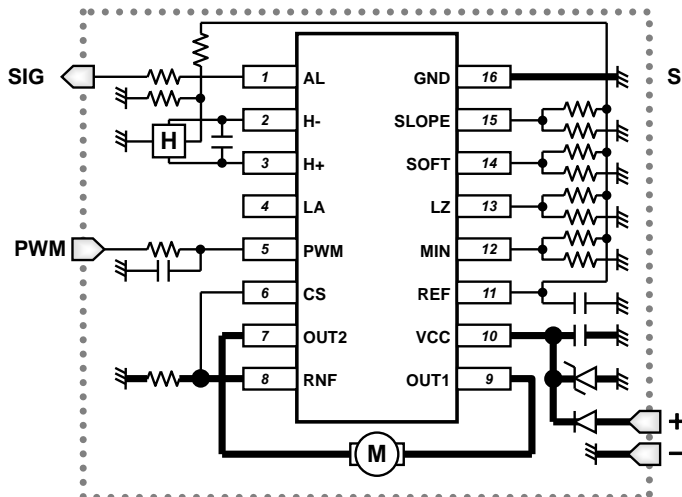 SIG
1 AL
GND 16
S
2 H-
SLOPE 15
H
3 H+
SOFT 14
4 LA
LZ 13
PWM
5 PWM
MIN 12
6 CS
REF 11
7 OUT2
VCC 10
8 RNF
OUT1 9
+
M
−